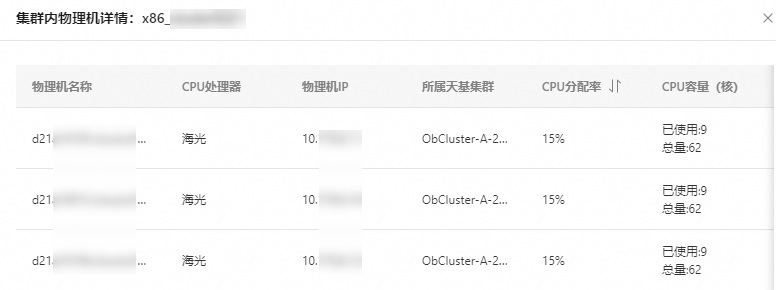 集群内物理机详情：x86_
物理机名称 CPU处理器 物理机IP 所属天基集群 CPU分配率 CPU容量（核）
d21 ... 海光 10. ObCluster-A-2... 15% 已使用:9
总量:62
d21 ... 海光 10. ObCluster-A-2... 15% 已使用:9
总量:62
d21 ... 海光 10. ObCluster-A-2... 15% 已使用:9
总量:62